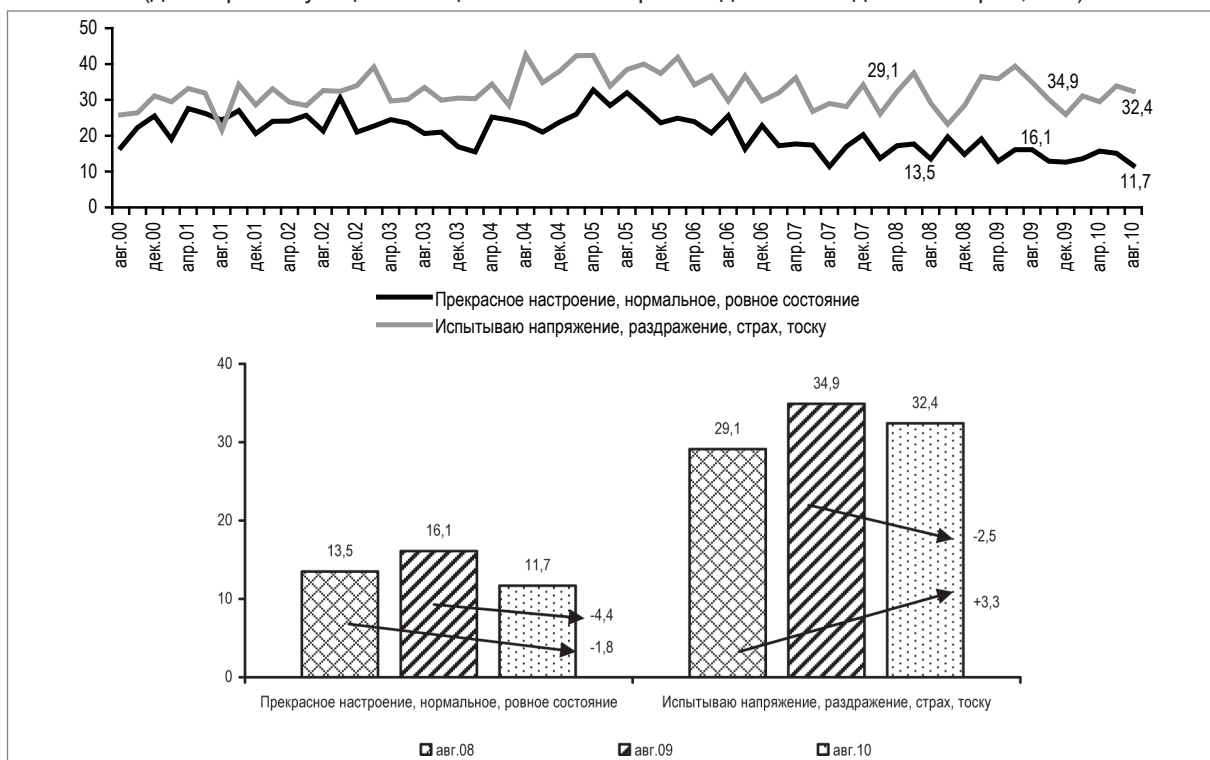 50
40
30
20
10
0
29,1
34,9
32,4
13,5
16,1
11,7
авг.00
дек.00
апр.01
авг.01
дек.01
апр.02
авг.02
дек.02
апр.03
авг.03
дек.03
апр.04
авг.04
дек.04
апр.05
авг.05
дек.05
апр.06
авг.06
дек.06
апр.07
авг.07
дек.07
апр.08
авг.08
дек.08
апр.09
авг.09
дек.09
апр.10
авг.10
Прекрасное настроение, нормальное, ровное состояние
Испытываю напряжение, раздражение, страх, тоску
40
30
20
10
0
13,5
16,1
11,7
-4,4
-1,8
29,1
34,9
32,4
-2,5
+3,3
Прекрасное настроение, нормальное, ровное состояние
Испытываю напряжение, раздражение, страх, тоску
авг.08
авг.09
авг.10